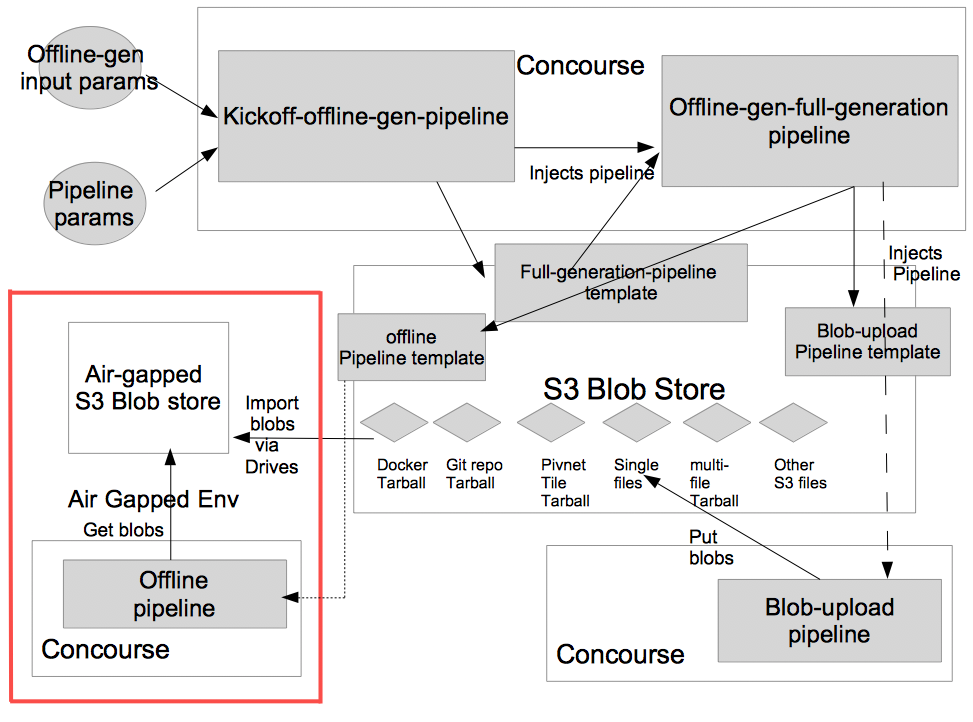 Offline-gen
input params
Concourse
Kickoff-offline-gen-pipeline
Offline-gen-full-generation
pipeline
Injects pipeline
Pipeline
params
Injects
Pipeline
Full-generation-pipeline
template
offline
Pipeline template
Blob-upload
Pipeline template
S3 Blob Store
Air-gapped
S3 Blob store
Import
blobs
via
Drives
Docker
Tarball
Git repo
Tarball
Pivnet
Tile
Tarball
Single
files
multi-
file
Tarball
Other
S3 files
Air Gapped Env
Get blobs
Put
blobs
Offline
pipeline
Concourse
Blob-upload
pipeline
Concourse